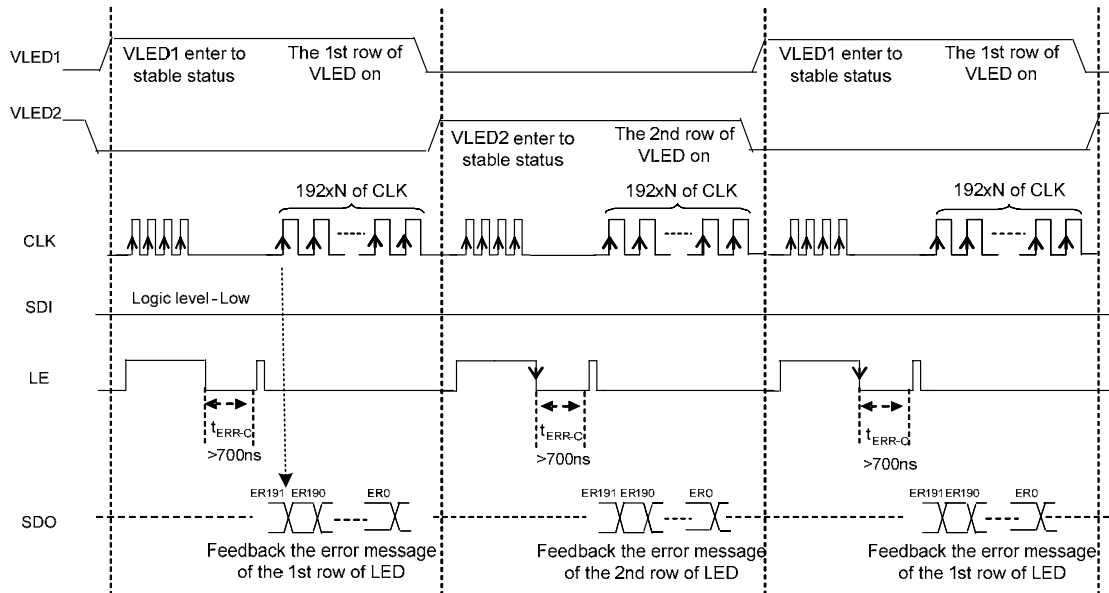 VLED1
VLED1 enter to
stable status
The 1st row of
VLED on
VLED1 enter to
stable status
The 1st row of
VLED on
VLED2
VLED2 enter to
stable status
The 2nd row of
VLED on
192xN of CLK
192xN of CLK
192xN of CLK
CLK
SDI
Logic level-Low
LE
tERR-C
>700ns
tERR-C
>700ns
tERR-C
>700ns
SDO
ER191 ER190 ER0
ER191 ER190 ER0
ER191 ER190 ER0
Feedback the error message
of the 1st row of LED
Feedback the error message
of the 2nd row of LED
Feedback the error message
of the 1st row of LED